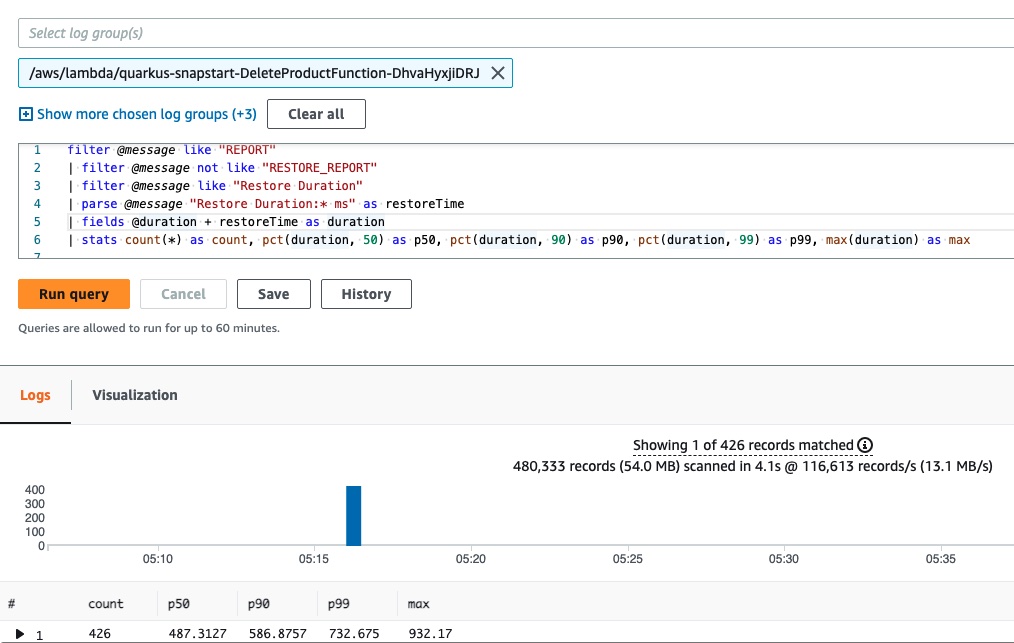 Select log group(s)
/aws/lambda/quarkus-snapstart-DeleteProductFunction-DhvaHyxjiDRJ
Show more chosen log groups (+3) Clear all
1 filter @message like "REPORT"
2 | filter @message not like "RESTORE_REPORT"
3 | filter @message like "Restore Duration"
4 | parse @message "Restore Duration:* ms" as restoreTime
5 | fields @duration + restoreTime as duration
6 | stats count(*) as count, pct(duration, 50) as p50, pct(duration, 90) as p90, pct(duration, 99) as p99, max(duration) as max
7
Run query Cancel Save History
Queries are allowed to run for up to 60 minutes.
Logs Visualization
Showing 1 of 426 records matched
480,333 records (54.0 MB) scanned in 4.1s @ 116,613 records/s (13.1 MB/s)
400
300
200
100
0
05:10 05:15 05:20 05:25 05:30 05:35
# count p50 p90 p99 max
1 426 487.3127 586.8757 732.675 932.17